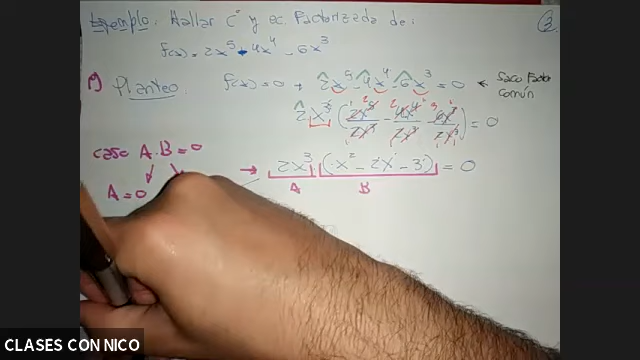 Ejemplo: Hallar C° y ec. Factorizada de:
③
f(x) = 2x⁵ - 4x⁴ - 6x³
1) Planteo: f(x) = 0 → 2x⁵ - 4x⁴ - 6x³ = 0 ← Saco Factor común
2x³ (2x⁵/2x³ - 4x⁴/2x³ - 6x³/2x³) = 0
caso A.B=0
→ 2x³ . (x² - 2x - 3) = 0
A=0
A B
CLASES CON NICO